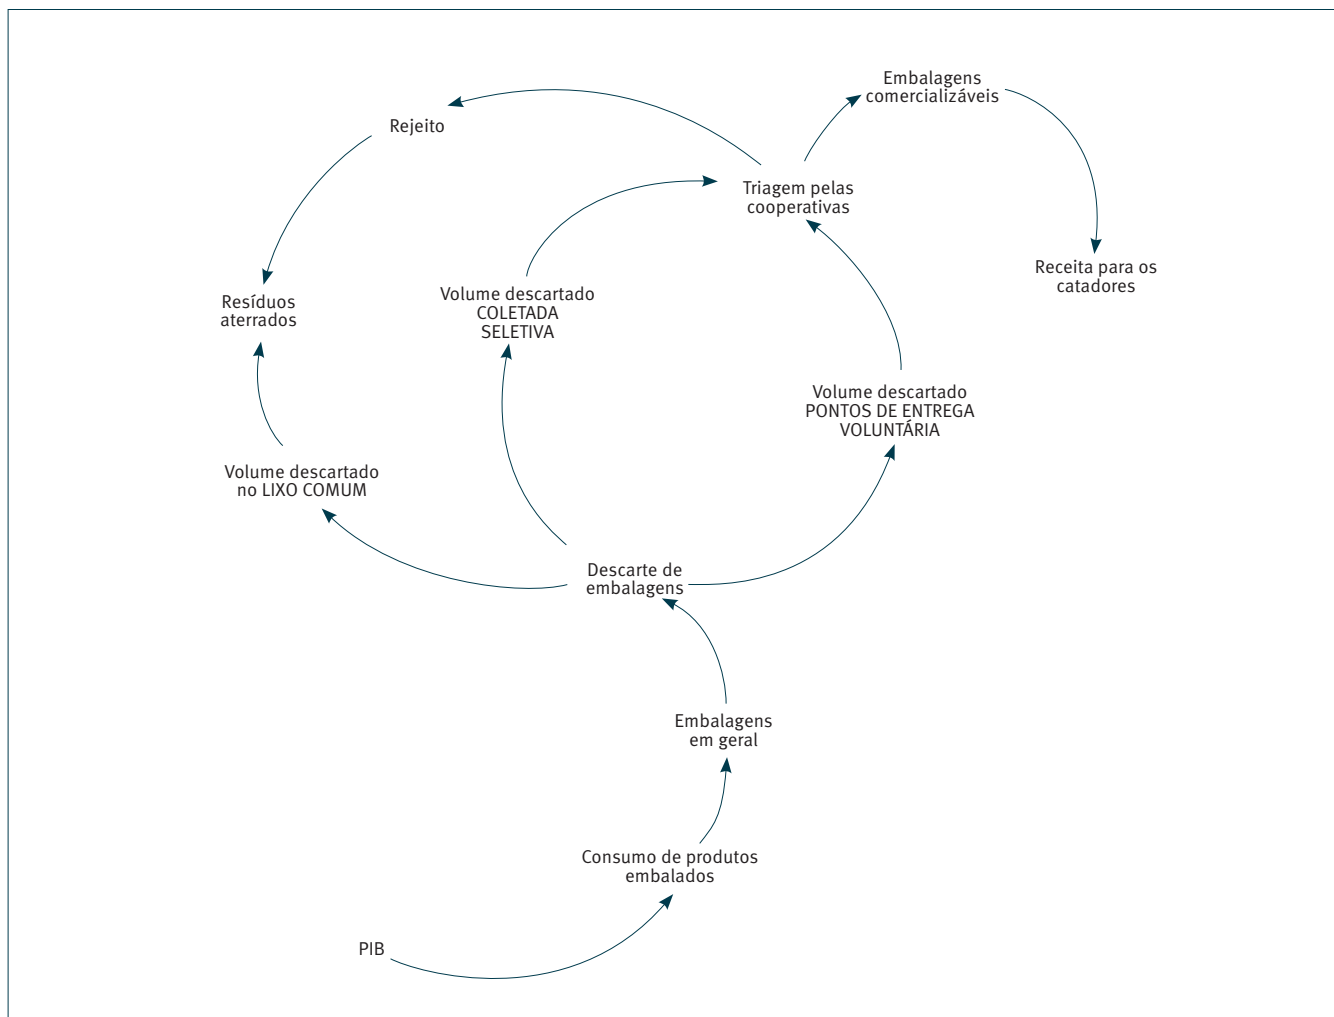 Embalagens
comercializáveis
Rejeito
Triagem pelas
cooperativas
Receita para os
catadores
Resíduos
aterrados
Volume descartado
COLETADA
SELETIVA
Volume descartado
PONTOS DE ENTREGA
VOLUNTÁRIA
Volume descartado
no LIXO COMUM
Descarte de
embalagens
Embalagens
em geral
Consumo de produtos
embalados
PIB